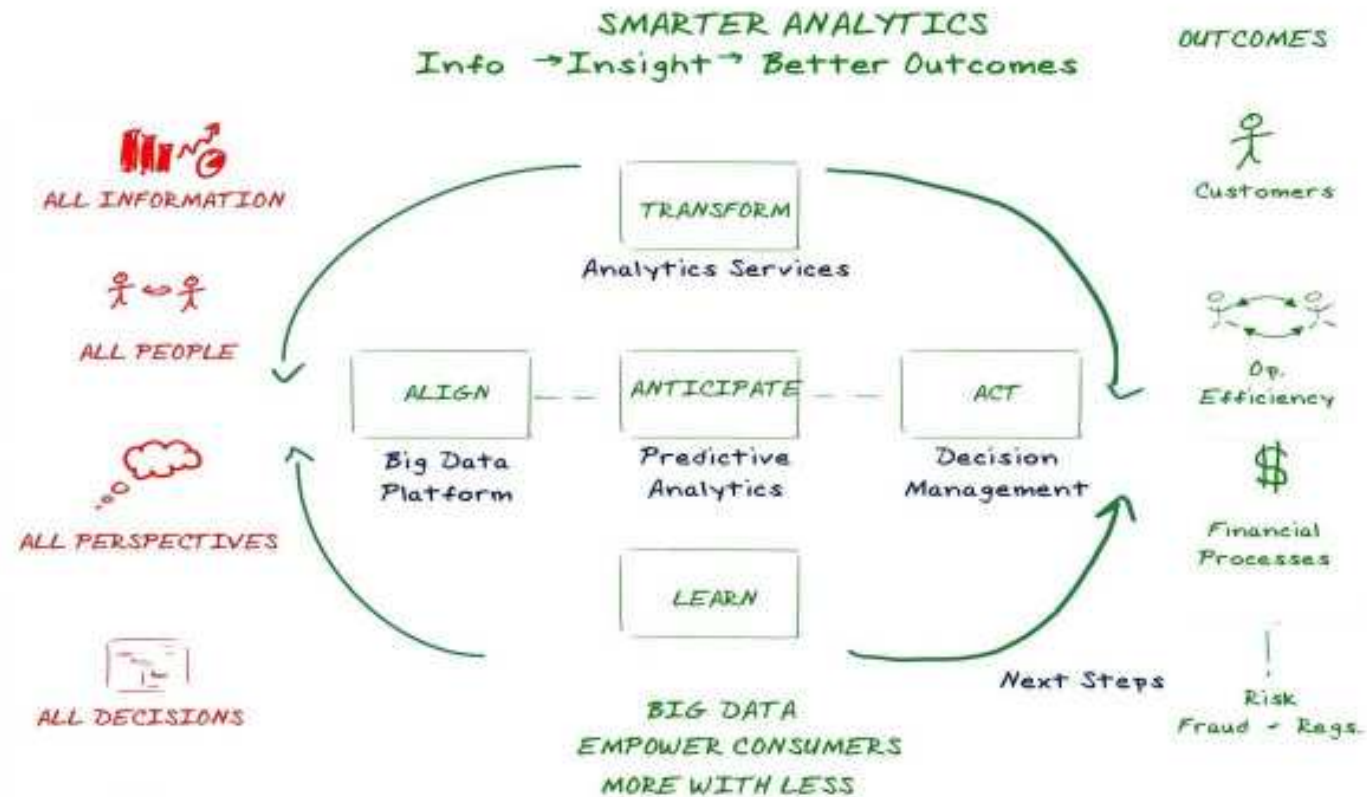 SMARTER ANALYTICS
Info → Insight → Better Outcomes
OUTCOMES
ALL INFORMATION
ALL PEOPLE
ALL PERSPECTIVES
ALL DECISIONS
TRANSFORM
Analytics Services
ALIGN
Big Data
Platform
ANTICIPATE
Predictive
Analytics
ACT
Decision
Management
LEARN
Next Steps
BIG DATA
EMPOWER CONSUMERS
MORE WITH LESS
Customers
Op.
Efficiency
$
Financial
Processes
!
Risk
Fraud - Regs.